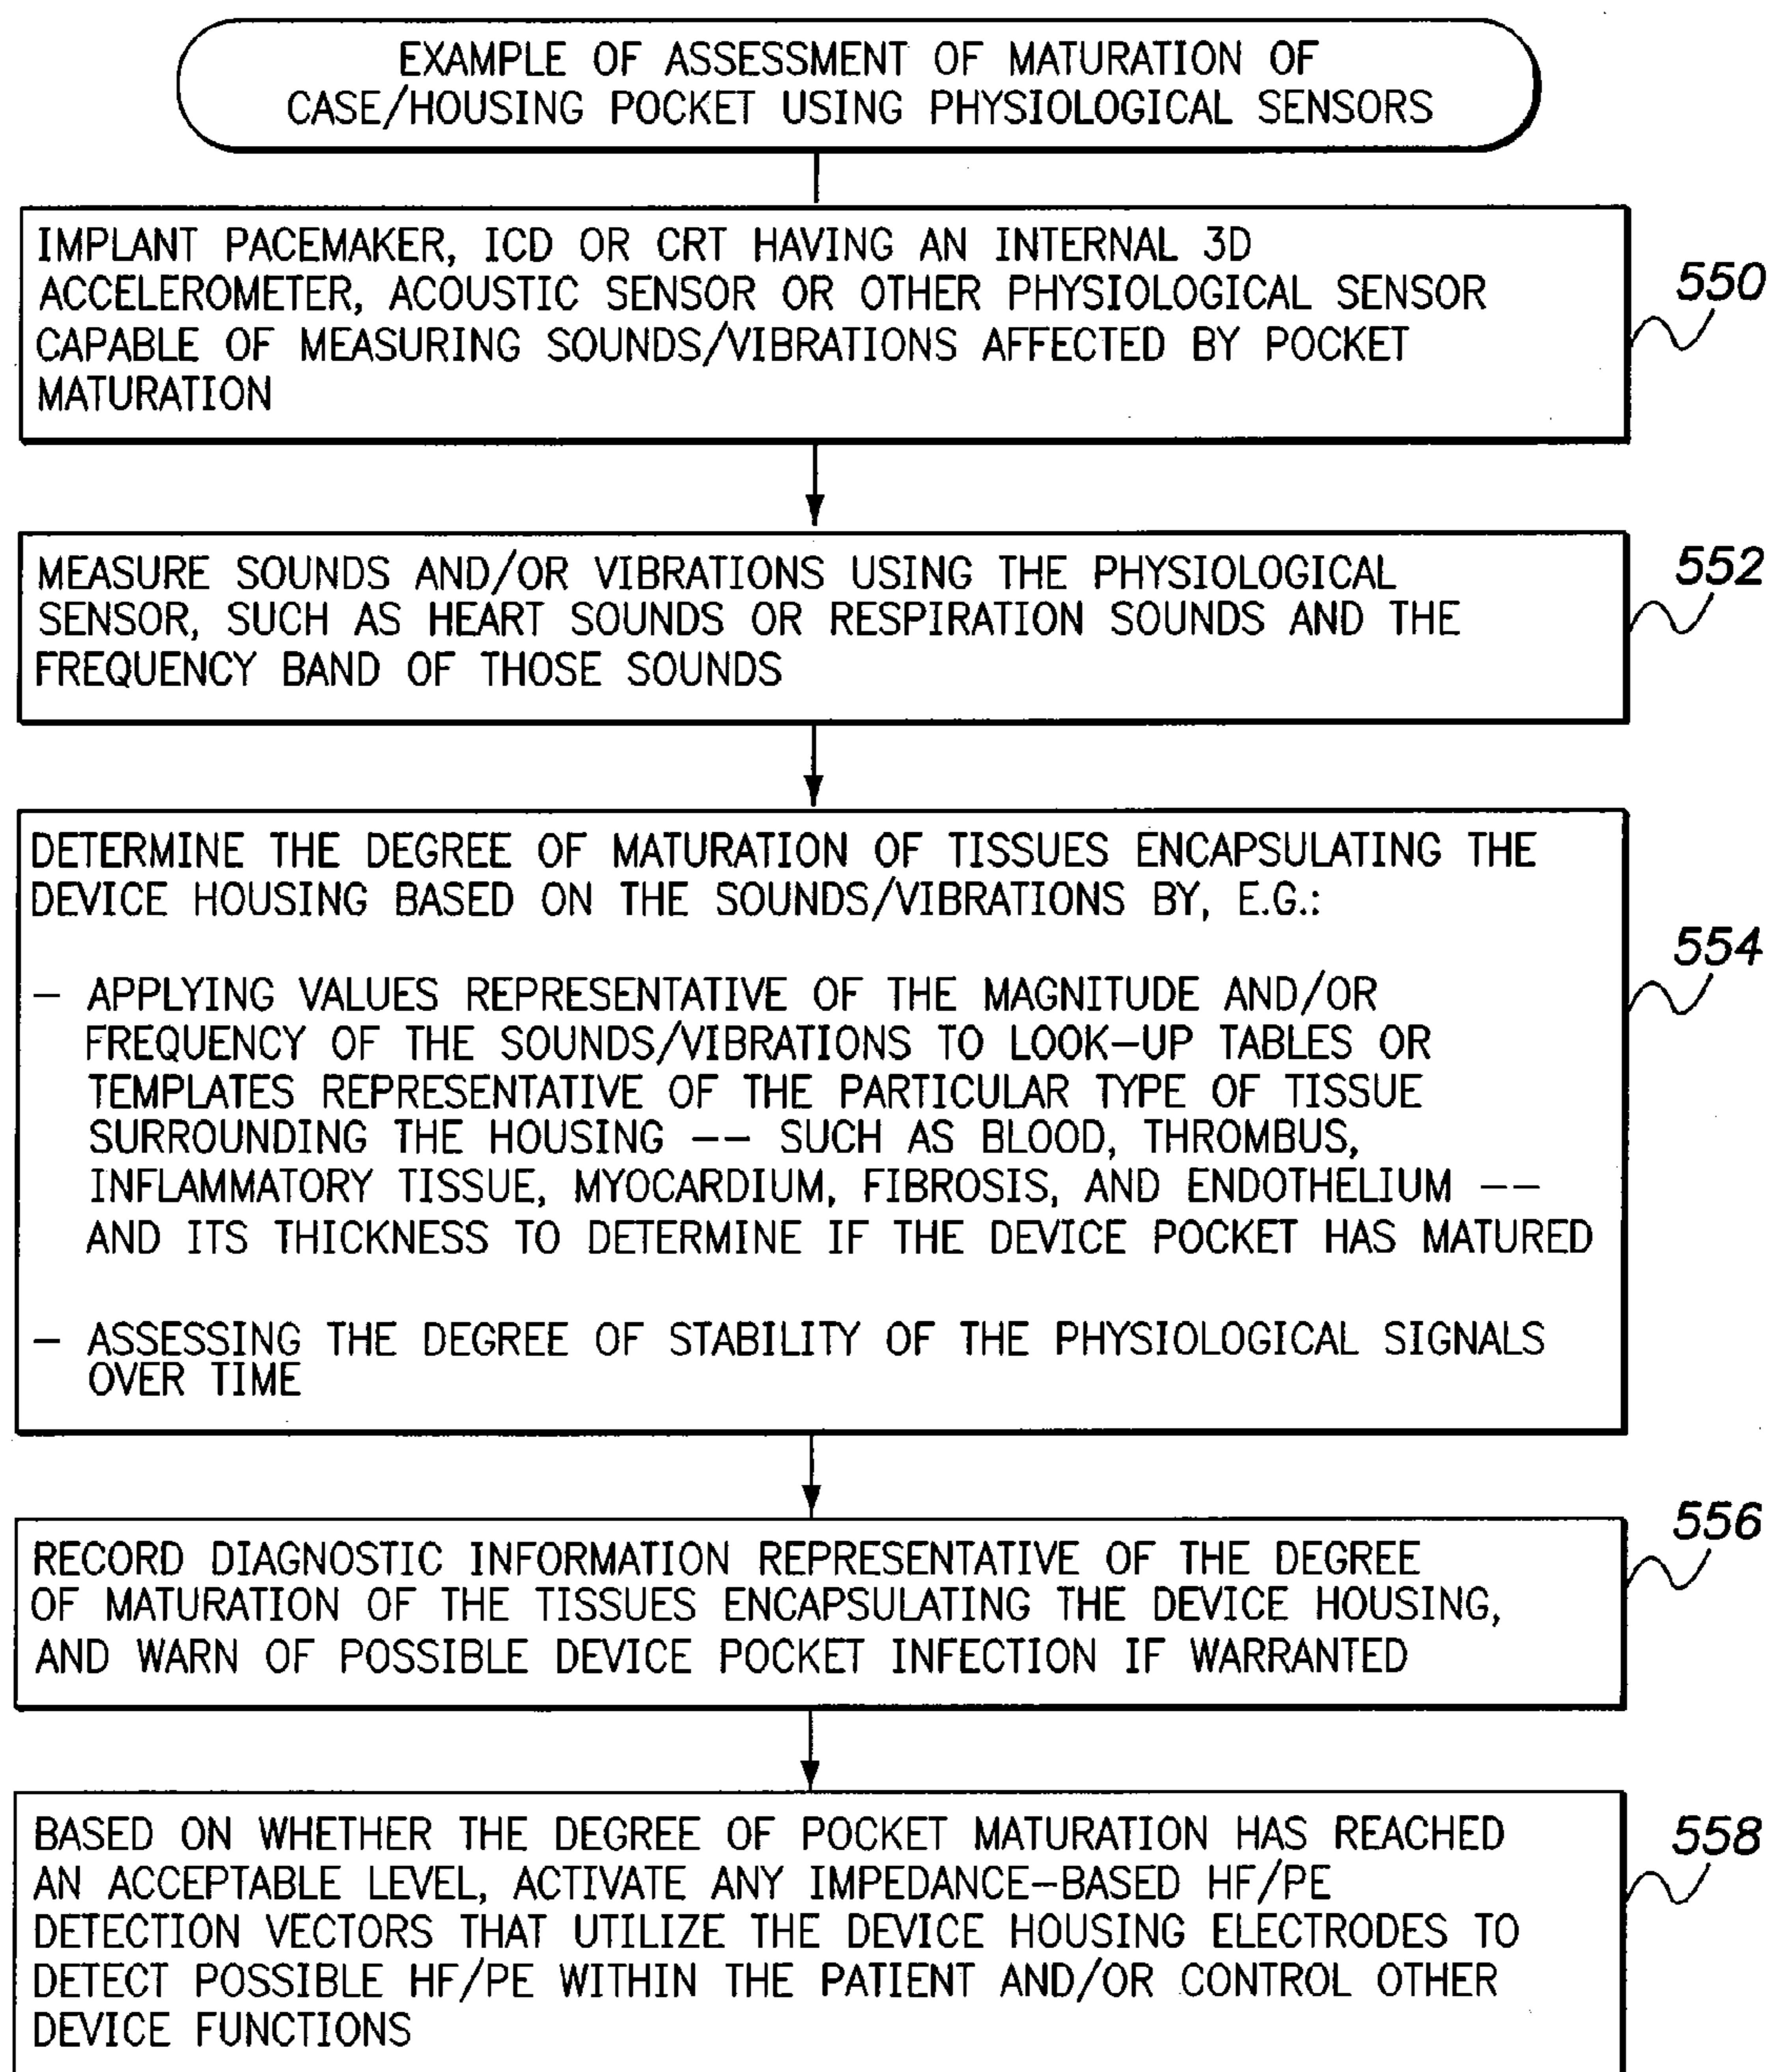 EXAMPLE OF ASSESSMENT OF MATURATION OF
CASE/HOUSING POCKET USING PHYSIOLOGICAL SENSORS
IMPLANT PACEMAKER, ICD OR CRT HAVING AN INTERNAL 3D
ACCELEROMETER, ACOUSTIC SENSOR OR OTHER PHYSIOLOGICAL SENSOR
CAPABLE OF MEASURING SOUNDS/VIBRATIONS AFFECTED BY POCKET
MATURATION
550
MEASURE SOUNDS AND/OR VIBRATIONS USING THE PHYSIOLOGICAL
SENSOR, SUCH AS HEART SOUNDS OR RESPIRATION SOUNDS AND THE
FREQUENCY BAND OF THOSE SOUNDS
552
DETERMINE THE DEGREE OF MATURATION OF TISSUES ENCAPSULATING THE
DEVICE HOUSING BASED ON THE SOUNDS/VIBRATIONS BY, E.G.:
– APPLYING VALUES REPRESENTATIVE OF THE MAGNITUDE AND/OR
FREQUENCY OF THE SOUNDS/VIBRATIONS TO LOOK–UP TABLES OR
TEMPLATES REPRESENTATIVE OF THE PARTICULAR TYPE OF TISSUE
SURROUNDING THE HOUSING –– SUCH AS BLOOD, THROMBUS,
INFLAMMATORY TISSUE, MYOCARDIUM, FIBROSIS, AND ENDOTHELIUM ––
AND ITS THICKNESS TO DETERMINE IF THE DEVICE POCKET HAS MATURED
– ASSESSING THE DEGREE OF STABILITY OF THE PHYSIOLOGICAL SIGNALS
OVER TIME
554
RECORD DIAGNOSTIC INFORMATION REPRESENTATIVE OF THE DEGREE
OF MATURATION OF THE TISSUES ENCAPSULATING THE DEVICE HOUSING,
AND WARN OF POSSIBLE DEVICE POCKET INFECTION IF WARRANTED
556
BASED ON WHETHER THE DEGREE OF POCKET MATURATION HAS REACHED
AN ACCEPTABLE LEVEL, ACTIVATE ANY IMPEDANCE–BASED HF/PE
DETECTION VECTORS THAT UTILIZE THE DEVICE HOUSING ELECTRODES TO
DETECT POSSIBLE HF/PE WITHIN THE PATIENT AND/OR CONTROL OTHER
DEVICE FUNCTIONS
558